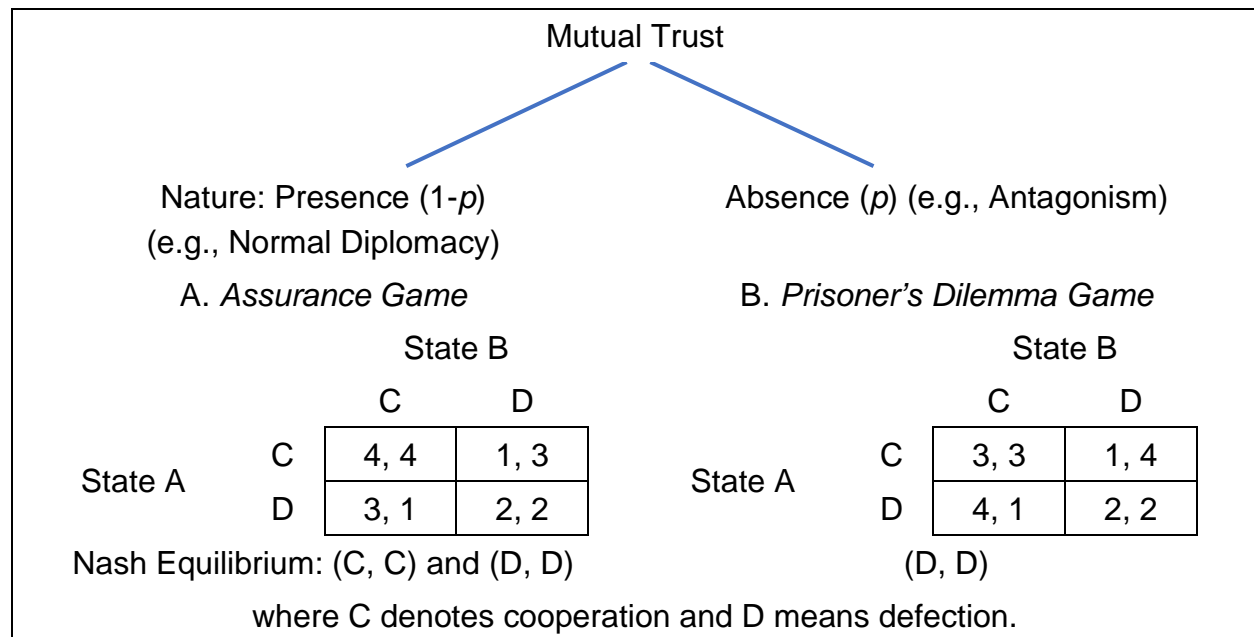 Mutual Trust
Nature: Presence (1-p) Absence (p) (e.g., Antagonism)
(e.g., Normal Diplomacy)
A. Assurance Game B. Prisoner’s Dilemma Game
State B State B
C D C D
State A C 4, 4 1, 3 State A C 3, 3 1, 4
D 3, 1 2, 2 D 4, 1 2, 2
Nash Equilibrium: (C, C) and (D, D) (D, D)
where C denotes cooperation and D means defection.